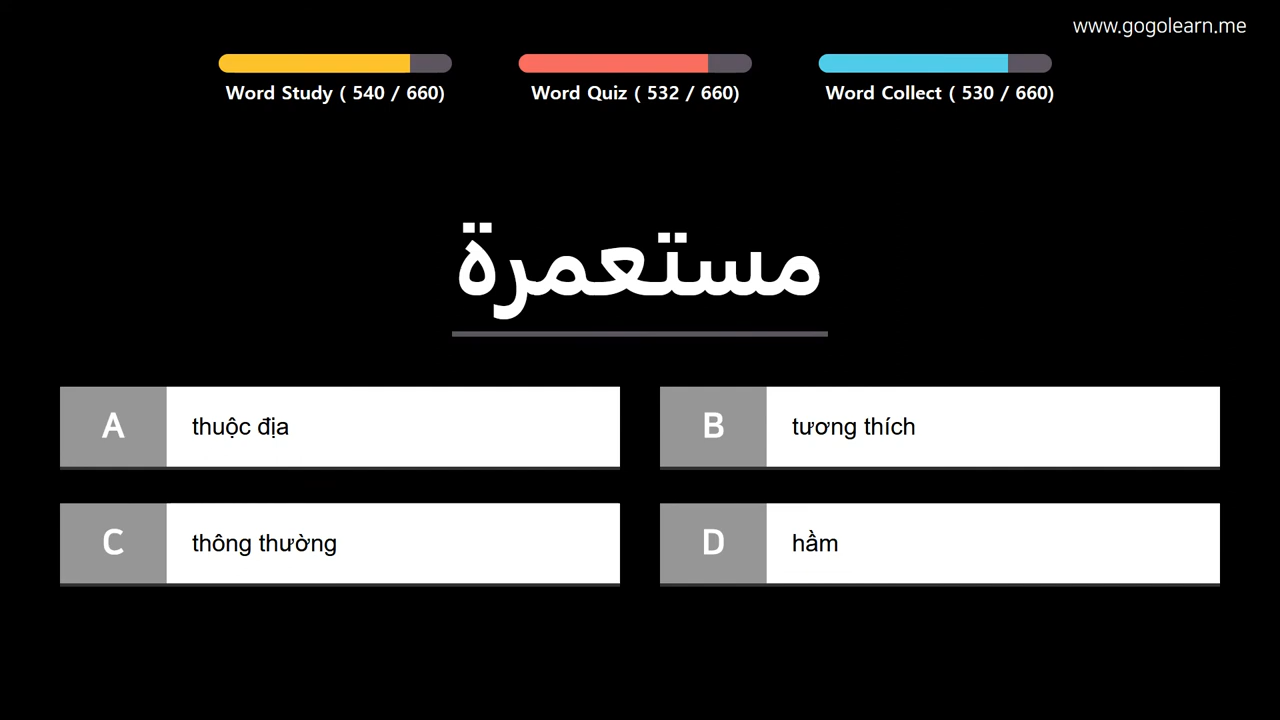 www.gogolearn.me
Word Study ( 540 / 660)
Word Quiz ( 532 / 660)
Word Collect ( 530 / 660)
مستعمرة
A thuộc địa
B tương thích
C thông thường
D hầm